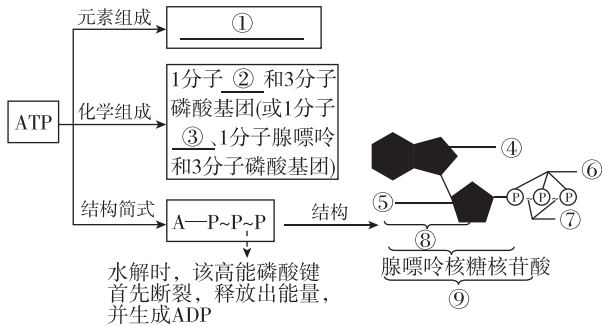 元素组成
①
ATP
化学组成
1分子 ② 和3分子
磷酸基团(或1分子
③、1分子腺嘌呤
和3分子磷酸基团)
结构简式
A—P~P~P
结构
④
⑤
⑥
P~P~P
⑦
⑧
腺嘌呤核糖核苷酸
⑨
水解时，该高能磷酸键
首先断裂，释放出能量，
并生成ADP